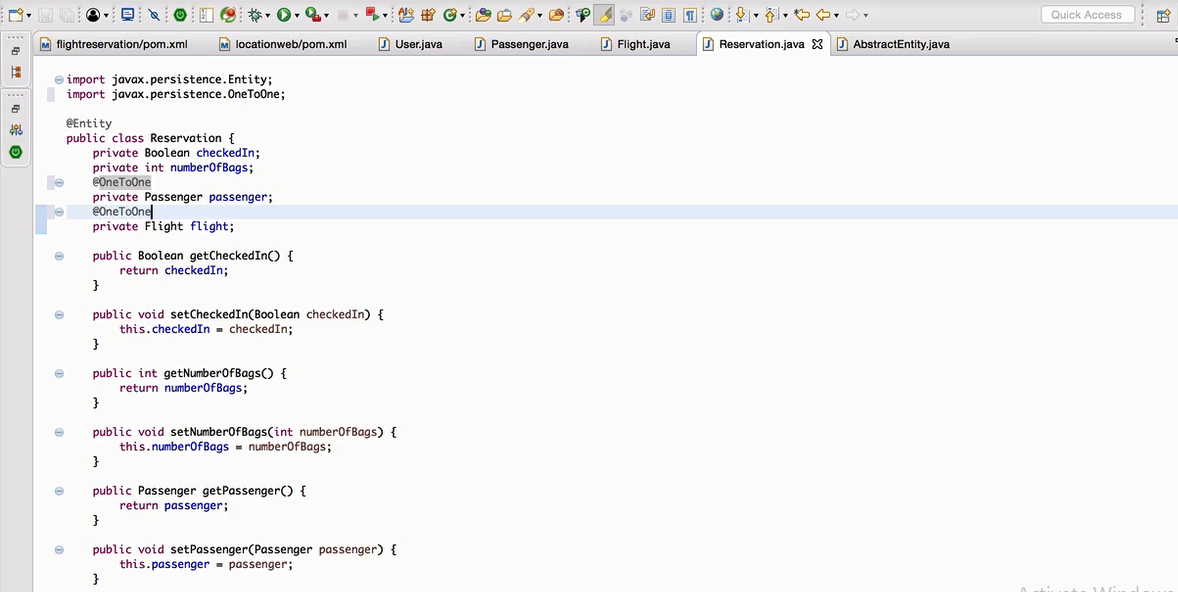 Quick Access
flightreservation/pom.xml locationweb/pom.xml User.java Passenger.java Flight.java Reservation.java AbstractEntity.java
import javax.persistence.Entity;
import javax.persistence.OneToOne;
@Entity
public class Reservation {
private Boolean checkedIn;
private int numberOfBags;
@OneToOne
private Passenger passenger;
@OneToOne
private Flight flight;
public Boolean getCheckedIn() {
return checkedIn;
}
public void setCheckedIn(Boolean checkedIn) {
this.checkedIn = checkedIn;
}
public int getNumberOfBags() {
return numberOfBags;
}
public void setNumberOfBags(int numberOfBags) {
this.numberOfBags = numberOfBags;
}
public Passenger getPassenger() {
return passenger;
}
public void setPassenger(Passenger passenger) {
this.passenger = passenger;
}
Activate Windows